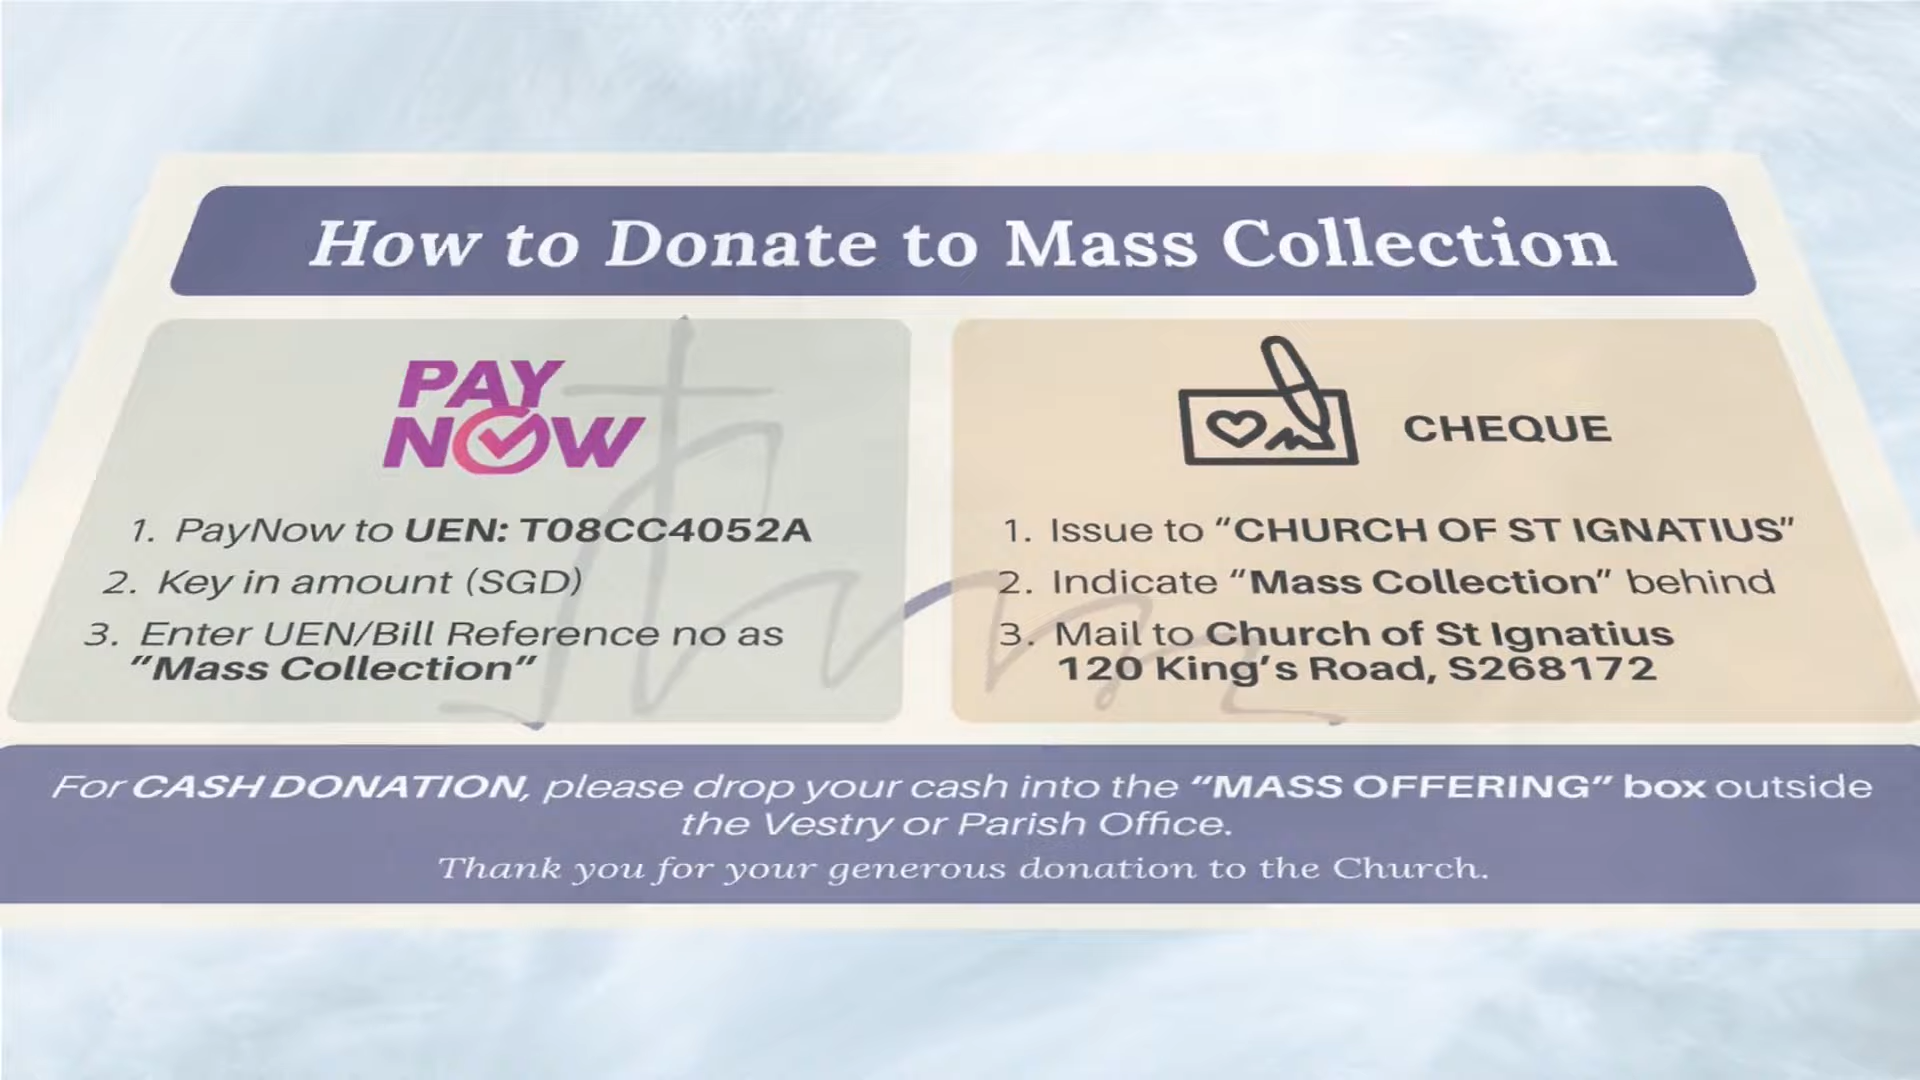 How to Donate to Mass Collection
PAY
NOW
1. PayNow to UEN: T08CC4052A
2. Key in amount (SGD)
3. Enter UEN/Bill Reference no as
"Mass Collection"
CHEQUE
1. Issue to "CHURCH OF ST IGNATIUS"
2. Indicate "Mass Collection" behind
3. Mail to Church of St Ignatius
120 King's Road, S268172
For CASH DONATION, please drop your cash into the "MASS OFFERING" box outside
the Vestry or Parish Office.
Thank you for your generous donation to the Church.